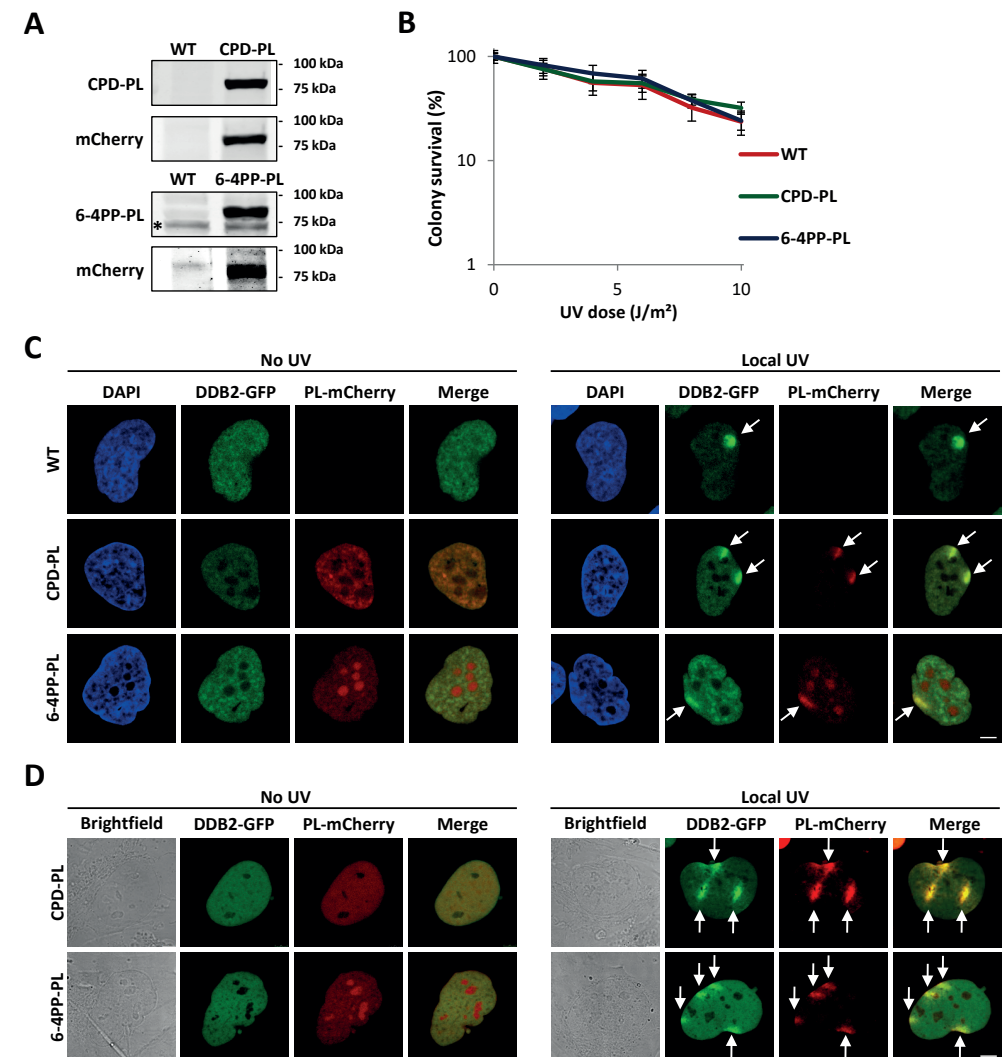 A
WT CPD-PL
CPD-PL
- 100 kDa
- 75 kDa
mCherry
- 100 kDa
- 75 kDa
WT 6-4PP-PL
6-4PP-PL
- 100 kDa
- 75 kDa
*
mCherry
- 100 kDa
- 75 kDa
B
Colony survival (%)
100
10
1
0 5 10
UV dose (J/m²)
WT
CPD-PL
6-4PP-PL
C
No UV
DAPI DDB2-GFP PL-mCherry Merge
Local UV
DAPI DDB2-GFP PL-mCherry Merge
WT
CPD-PL
6-4PP-PL
D
No UV
Brightfield DDB2-GFP PL-mCherry Merge
Local UV
Brightfield DDB2-GFP PL-mCherry Merge
CPD-PL
6-4PP-PL